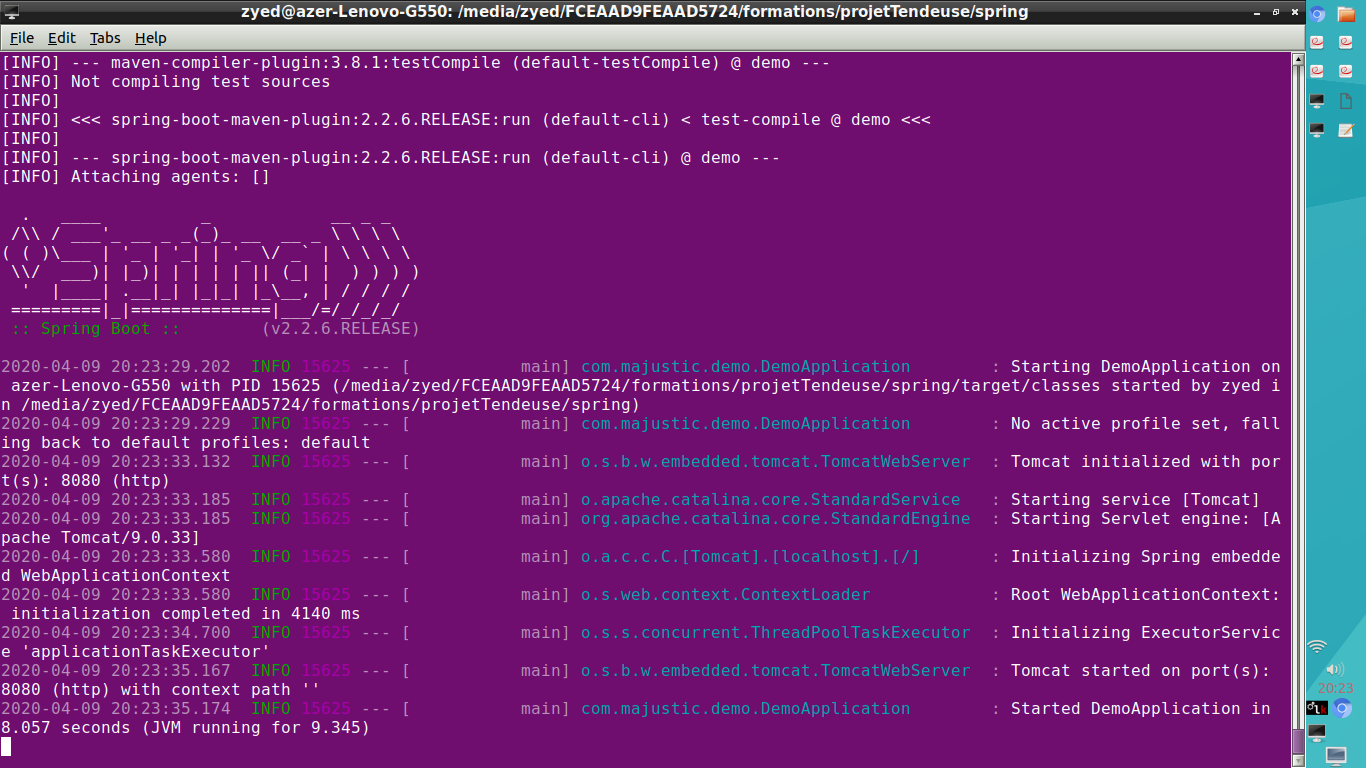 zyed@azer-Lenovo-G550: /media/zyed/FCEAAD9FEAAD5724/formations/projetTendeuse/spring
File Edit Tabs Help
[INFO] --- maven-compiler-plugin:3.8.1:testCompile (default-testCompile) @ demo ---
[INFO] Not compiling test sources
[INFO]
[INFO] <<< spring-boot-maven-plugin:2.2.6.RELEASE:run (default-cli) < test-compile @ demo <<<
[INFO]
[INFO] --- spring-boot-maven-plugin:2.2.6.RELEASE:run (default-cli) @ demo ---
[INFO] Attaching agents: []
  .   ____          _            __ _ _
 /\\ / ___'_ __ _ _(_)_ __  __ _ \ \ \ \
( ( )\___ | '_ | '_| | '_ \/ _` | \ \ \ \
 \\/  ___)| |_)| | | | | || (_| |  ) ) ) )
  '  |____| .__|_| |_|_| |_\__, | / / / /
 =========|_|==============|___/=/_/_/_/
 :: Spring Boot ::        (v2.2.6.RELEASE)
2020-04-09 20:23:29.202  INFO 15625 --- [           main] com.majustic.demo.DemoApplication        : Starting DemoApplication on
 azer-Lenovo-G550 with PID 15625 (/media/zyed/FCEAAD9FEAAD5724/formations/projetTendeuse/spring/target/classes started by zyed i
n /media/zyed/FCEAAD9FEAAD5724/formations/projetTendeuse/spring)
2020-04-09 20:23:29.229  INFO 15625 --- [           main] com.majustic.demo.DemoApplication        : No active profile set, fall
ing back to default profiles: default
2020-04-09 20:23:33.132  INFO 15625 --- [           main] o.s.b.w.embedded.tomcat.TomcatWebServer  : Tomcat initialized with por
t(s): 8080 (http)
2020-04-09 20:23:33.185  INFO 15625 --- [           main] o.apache.catalina.core.StandardService   : Starting service [Tomcat]
2020-04-09 20:23:33.185  INFO 15625 --- [           main] org.apache.catalina.core.StandardEngine  : Starting Servlet engine: [A
pache Tomcat/9.0.33]
2020-04-09 20:23:33.580  INFO 15625 --- [           main] o.a.c.c.C.[Tomcat].[localhost].[/]       : Initializing Spring embedde
d WebApplicationContext
2020-04-09 20:23:33.580  INFO 15625 --- [           main] o.s.web.context.ContextLoader            : Root WebApplicationContext:
 initialization completed in 4140 ms
2020-04-09 20:23:34.700  INFO 15625 --- [           main] o.s.s.concurrent.ThreadPoolTaskExecutor  : Initializing ExecutorServic
e 'applicationTaskExecutor'
2020-04-09 20:23:35.167  INFO 15625 --- [           main] o.s.b.w.embedded.tomcat.TomcatWebServer  : Tomcat started on port(s):
8080 (http) with context path ''
2020-04-09 20:23:35.174  INFO 15625 --- [           main] com.majustic.demo.DemoApplication        : Started DemoApplication in
8.057 seconds (JVM running for 9.345)
20:23